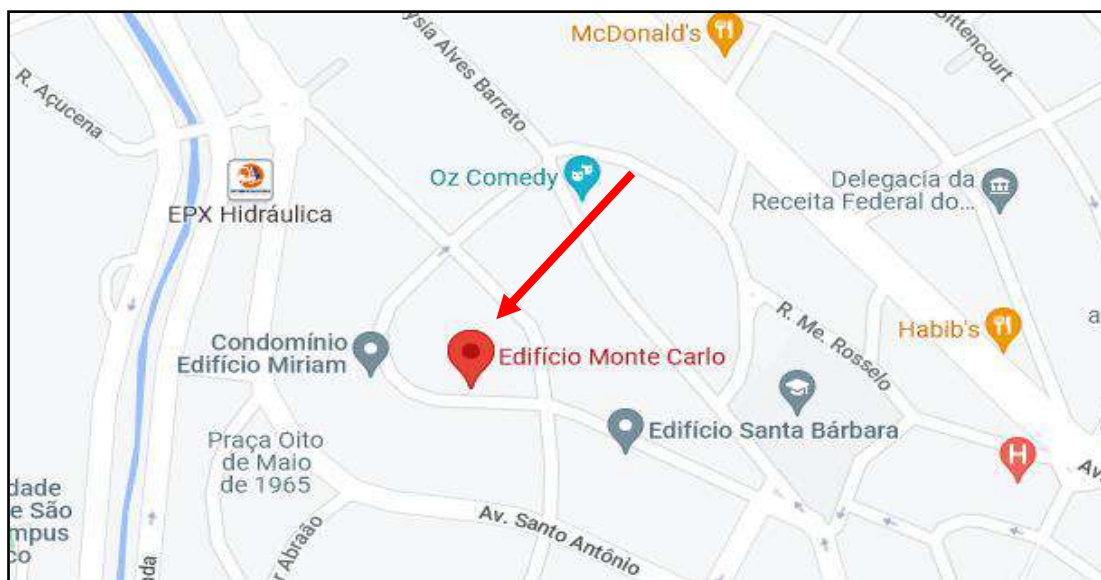 McDonald's
ysia Alves Barreto
Bittencourt
R. Açucena
Oz Comedy
Delegacia da
Receita Federal do...
EPX Hidráulica
R. Me. Rosselo
Habib's
a
Condomínio
Edifício Miriam
Edifício Monte Carlo
Edifício Santa Bárbara
Praça Oito
de Maio
de 1965
H
Av.
dade
e São
mpus
co
Av. Santo Antônio
r Abraão
nda